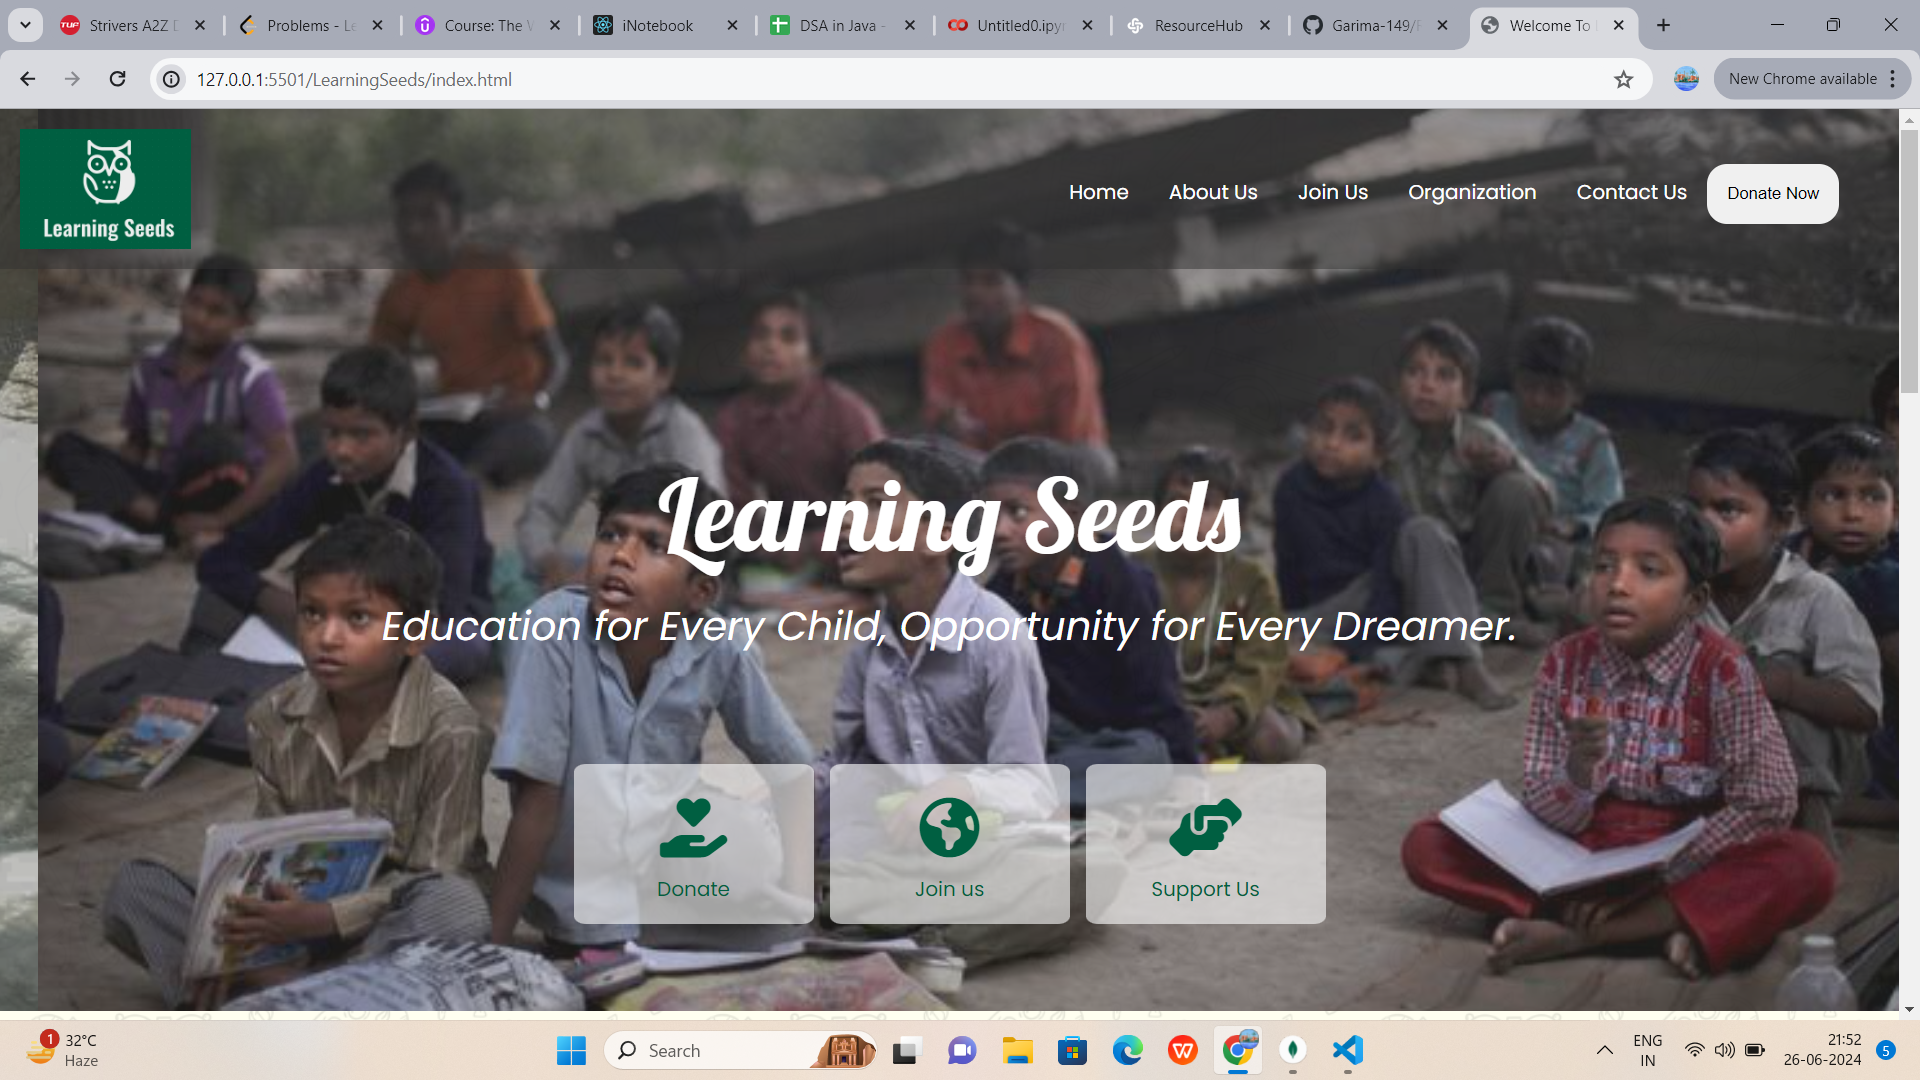 Strivers A2Z
Problems - Le
Course: The
iNotebook
DSA in Java -
Untitled0.ipy
ResourceHub
Garima-149/
Welcome To
127.0.0.1:5501/LearningSeeds/index.html
New Chrome available
Learning Seeds
Home
About Us
Join Us
Organization
Contact Us
Donate Now
Learning Seeds
Education for Every Child, Opportunity for Every Dreamer.
Donate
Join us
Support Us
1
32°C
Haze
Search
ENG
IN
21:52
26-06-2024
5